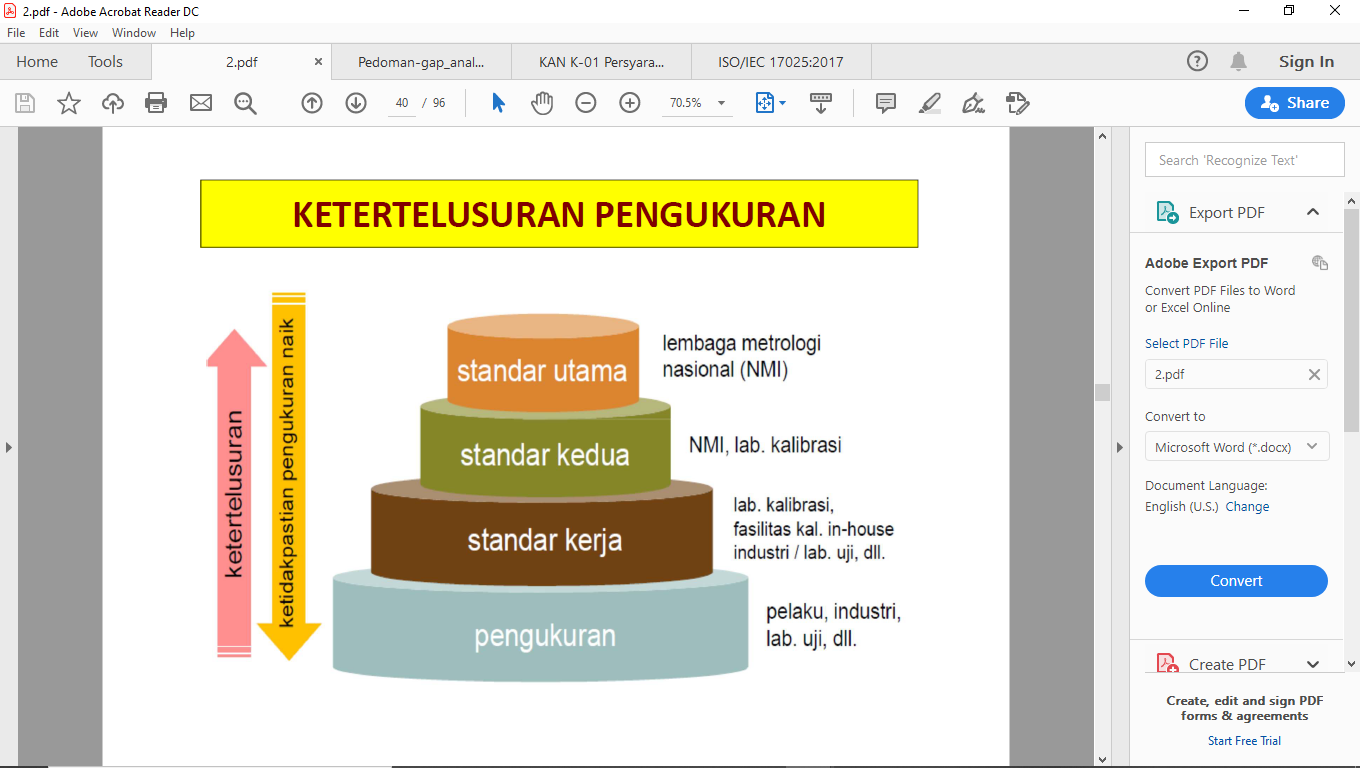 2.pdf - Adobe Acrobat Reader DC
File Edit View Window Help
Home Tools 2.pdf × Pedoman-gap_anal... KAN K-01 Persyara... ISO/IEC 17025:2017 Sign In
40 / 96 70.5% Share
KETERTELUSURAN PENGUKURAN
ketertelusuran
ketidakpastian pengukuran naik
standar utama
lembaga metrologi
nasional (NMI)
standar kedua
NMI, lab. kalibrasi
standar kerja
lab. kalibrasi,
fasilitas kal. in-house
industri / lab. uji, dll.
pengukuran
pelaku, industri,
lab. uji, dll.
Search 'Recognize Text'
Export PDF
Adobe Export PDF
Convert PDF Files to Word
or Excel Online
Select PDF File
2.pdf
Convert to
Microsoft Word (*.docx)
Document Language:
English (U.S.) Change
Convert
Create PDF
Create, edit and sign PDF
forms & agreements
Start Free Trial